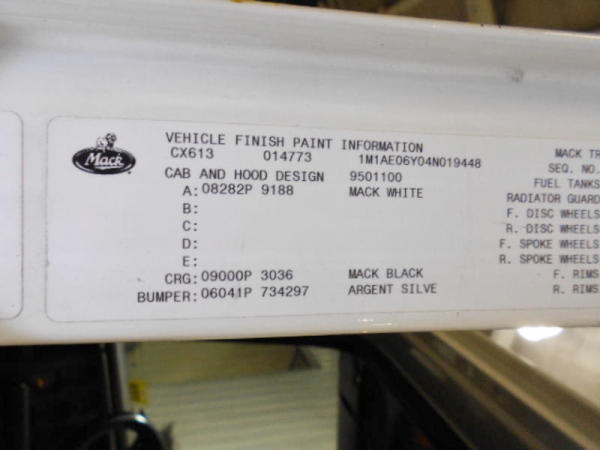 Mack
VEHICLE FINISH PAINT INFORMATION
CX613 014773 1M1AE06Y04N019448
CAB AND HOOD DESIGN 9501100
A: 08282P 9188 MACK WHITE
B:
C:
D:
E:
CRG: 09000P 3036 MACK BLACK
BUMPER: 06041P 734297 ARGENT SILVE
MACK TR
SEQ. NO.
FUEL TANKS
RADIATOR GUARD
F. DISC WHEELS
R. DISC WHEELS
F. SPOKE WHEELS
R. SPOKE WHEELS
F. RIMS
R. RIMS